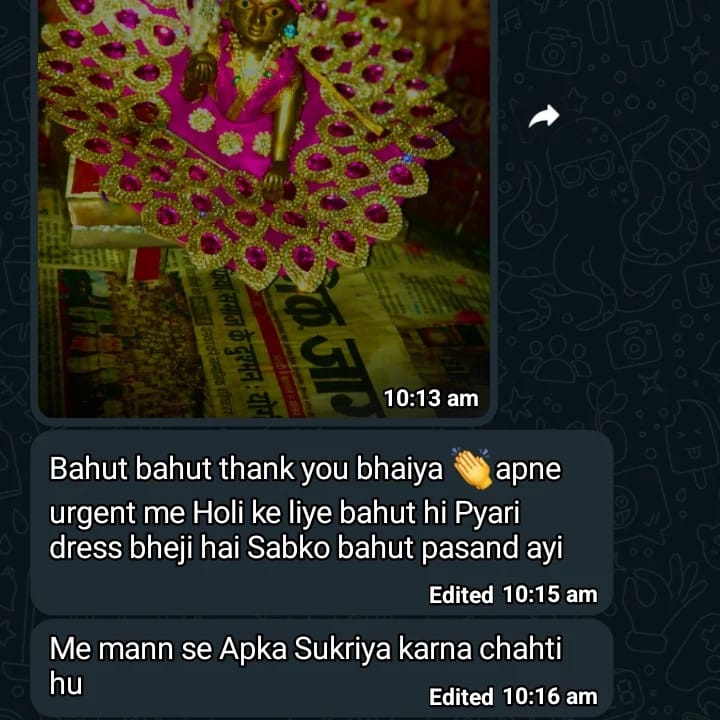 10:13 am
Bahut bahut thank you bhaiya 👏 apne
urgent me Holi ke liye bahut hi Pyari
dress bheji hai Sabko bahut pasand ayi
Edited 10:15 am
Me mann se Apka Sukriya karna chahti
hu
Edited 10:16 am